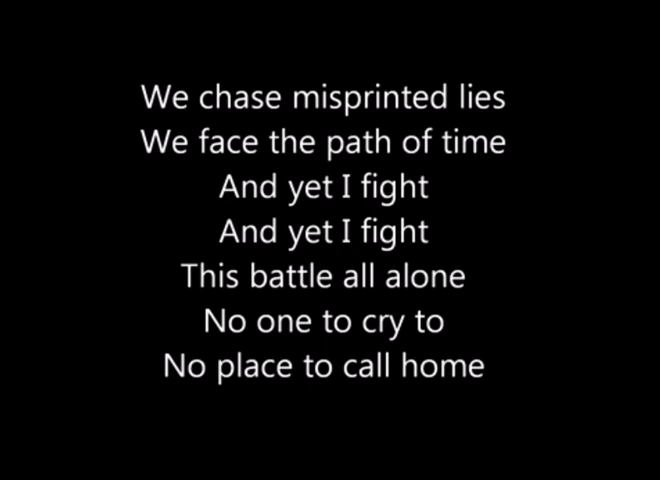 We chase misprinted lies
We face the path of time
And yet I fight
And yet I fight
This battle all alone
No one to cry to
No place to call home